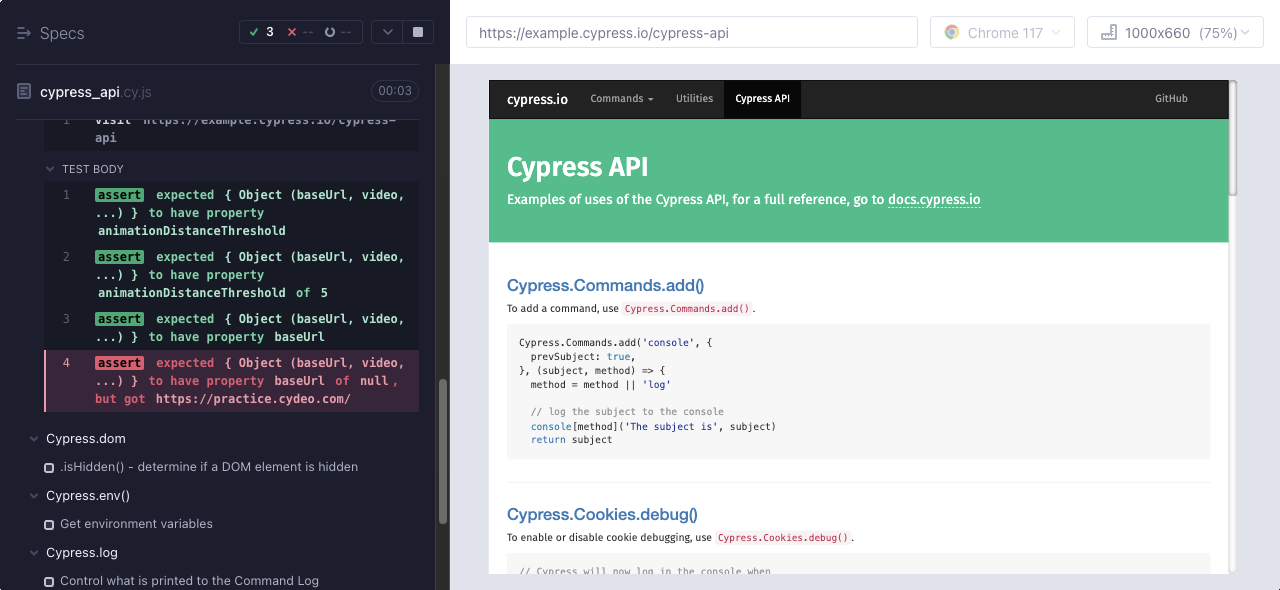 Specs
3 -- --
cypress_api.cy.js
00:03
1 visit https://example.cypress.io/cypress-
api
TEST BODY
1 assert expected { Object (baseUrl, video,
...) } to have property
animationDistanceThreshold
2 assert expected { Object (baseUrl, video,
...) } to have property
animationDistanceThreshold of 5
3 assert expected { Object (baseUrl, video,
...) } to have property baseUrl
4 assert expected { Object (baseUrl, video,
...) } to have property baseUrl of null,
but got https://practice.cydeo.com/
Cypress.dom
.isHidden() - determine if a DOM element is hidden
Cypress.env()
Get environment variables
Cypress.log
Control what is printed to the Command Log
https://example.cypress.io/cypress-api
Chrome 117
1000x660 (75%)
cypress.io Commands Utilities Cypress API GitHub
Cypress API
Examples of uses of the Cypress API, for a full reference, go to docs.cypress.io
Cypress.Commands.add()
To add a command, use Cypress.Commands.add().
Cypress.Commands.add('console', {
prevSubject: true,
}, (subject, method) => {
method = method || 'log'
// log the subject to the console
console[method]('The subject is', subject)
return subject
Cypress.Cookies.debug()
To enable or disable cookie debugging, use Cypress.Cookies.debug().
// Cypress will now log in the console when